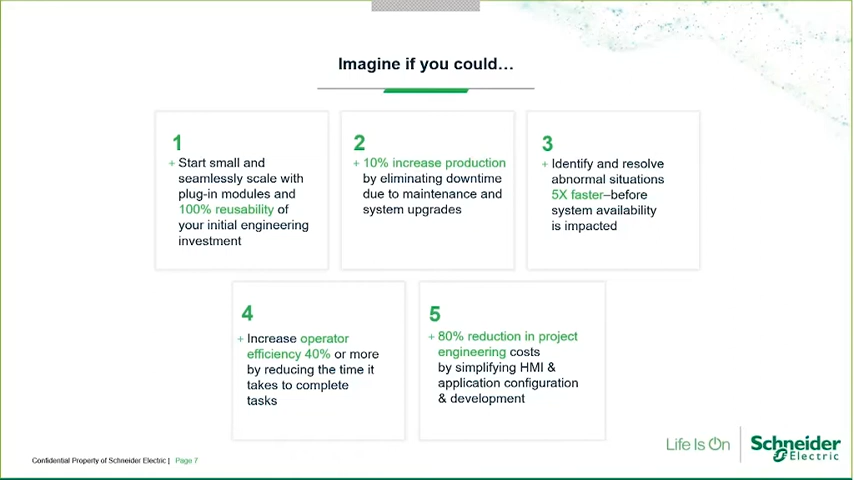 Imagine if you could…
1
+ Start small and
seamlessly scale with
plug-in modules and
100% reusability of
your initial engineering
investment
2
+ 10% increase production
by eliminating downtime
due to maintenance and
system upgrades
3
+ Identify and resolve
abnormal situations
5X faster–before
system availability
is impacted
4
+ Increase operator
efficiency 40% or more
by reducing the time it
takes to complete
tasks
5
+ 80% reduction in project
engineering costs
by simplifying HMI &
application configuration
& development
Confidential Property of Schneider Electric | Page 7
Life Is On
Schneider
Electric